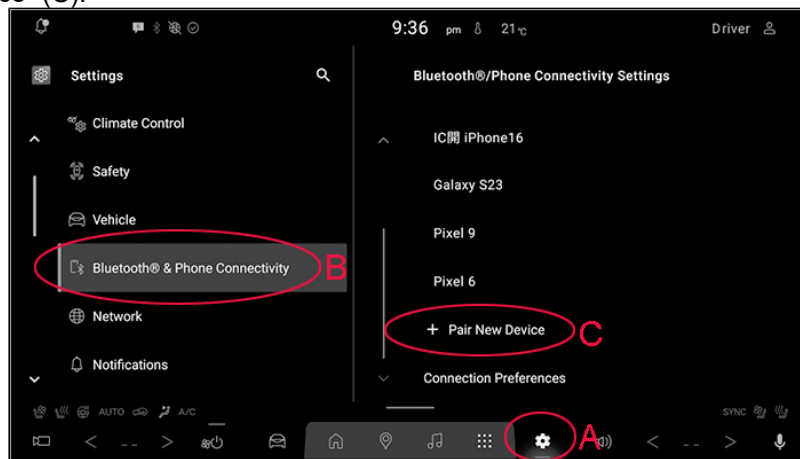 9:36 pm 21°C Driver
Settings
Bluetooth®/Phone Connectivity Settings
Climate Control
IC開 iPhone16
Safety
Galaxy S23
Vehicle
Pixel 9
Bluetooth® & Phone Connectivity B
Pixel 6
Network
+ Pair New Device C
Notifications
Connection Preferences
AUTO A/C SYNC
< -- > A < -- >